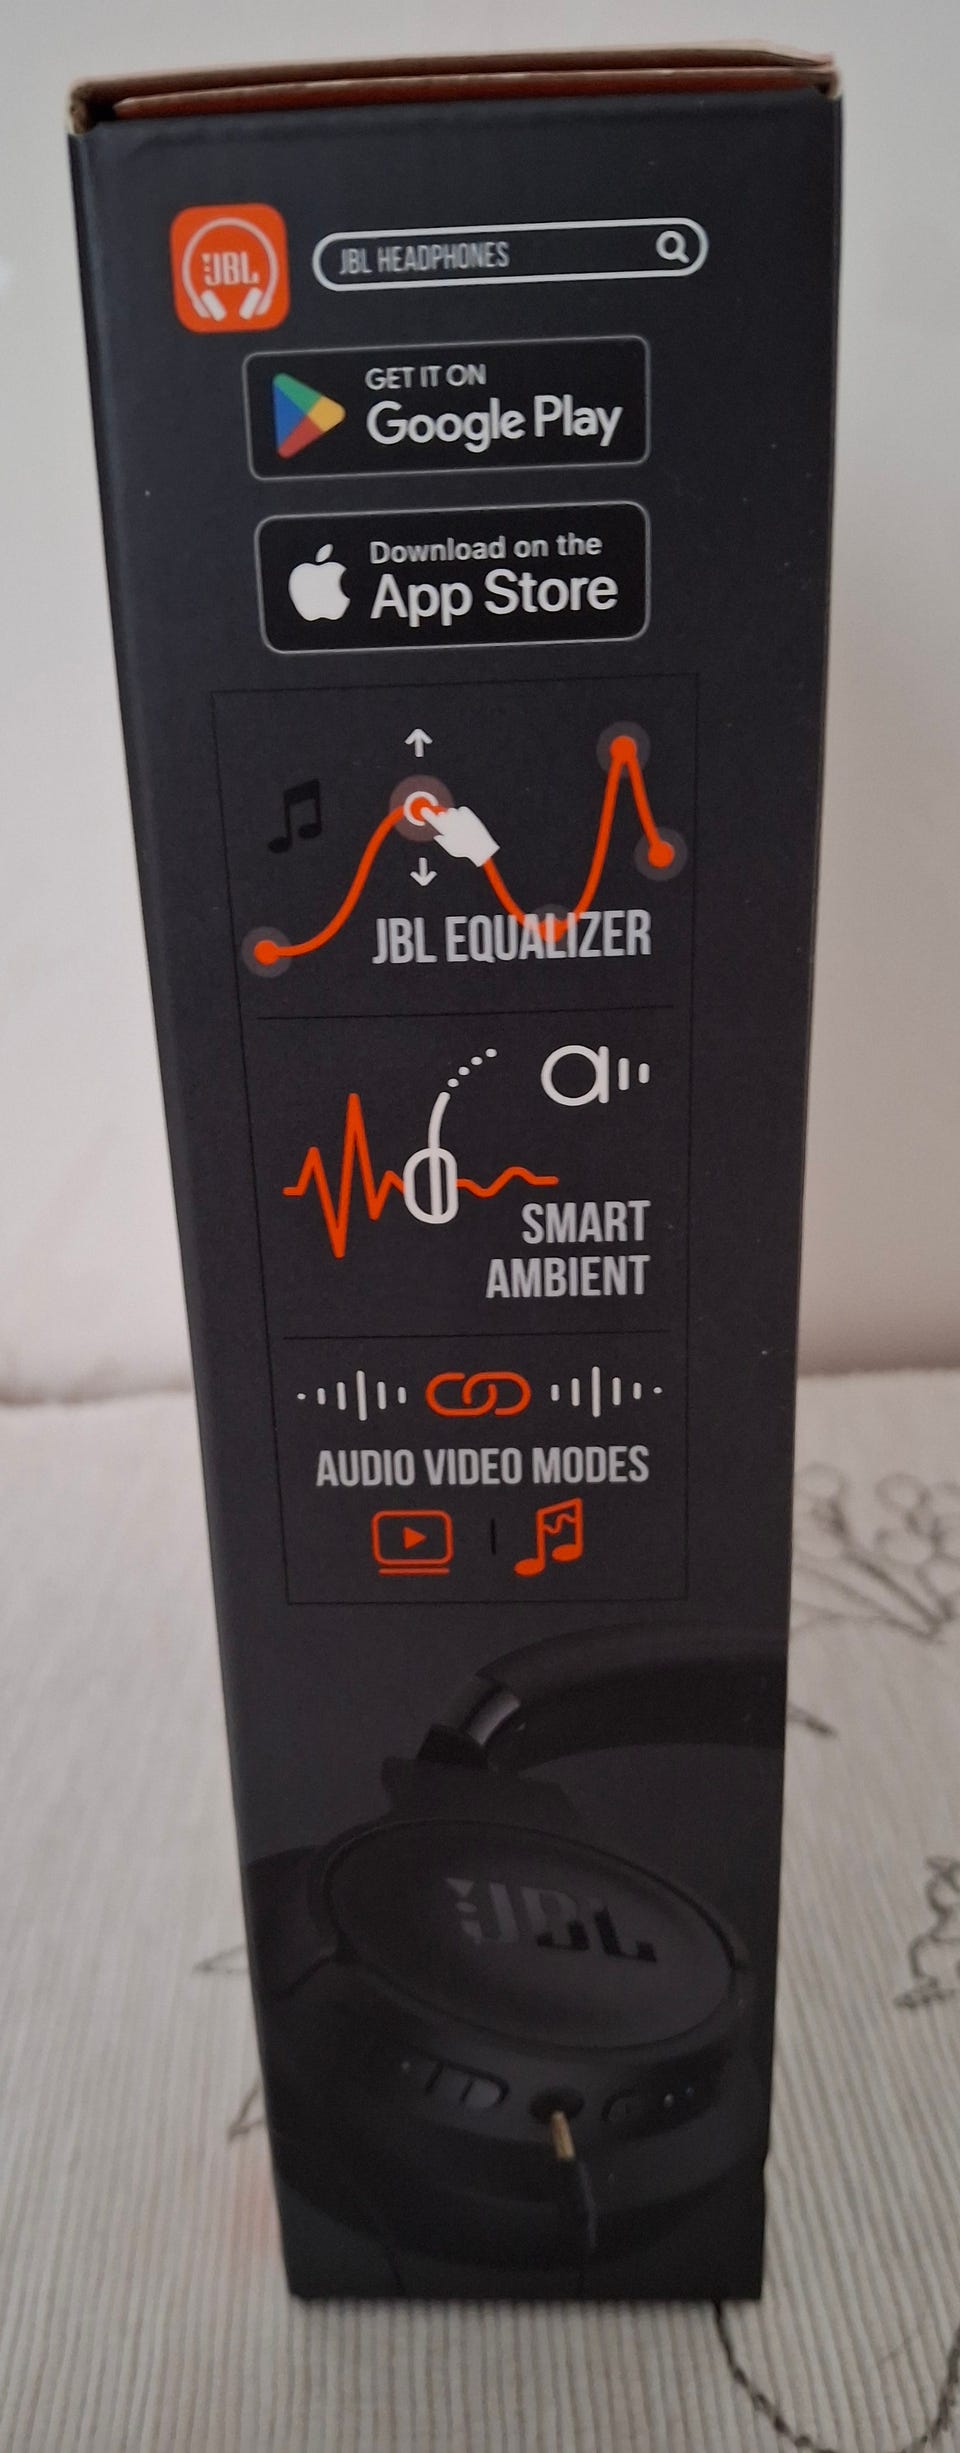 JBL
JBL HEADPHONES
GET IT ON
Google Play
Download on the
App Store
JBL EQUALIZER
SMART
AMBIENT
AUDIO VIDEO MODES
JBL